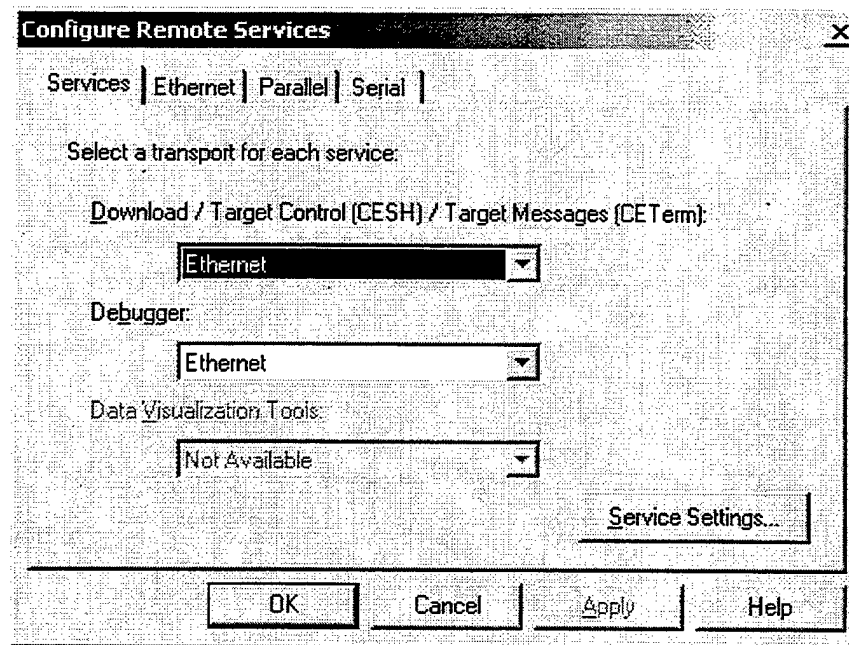 Configure Remote Services
Services Ethernet Parallel Serial
Select a transport for each service:
Download / Target Control (CESH) / Target Messages (CETerm):
Ethernet
Debugger:
Ethernet
Data Visualization Tools:
Not Available
Service Settings...
OK Cancel Apply Help